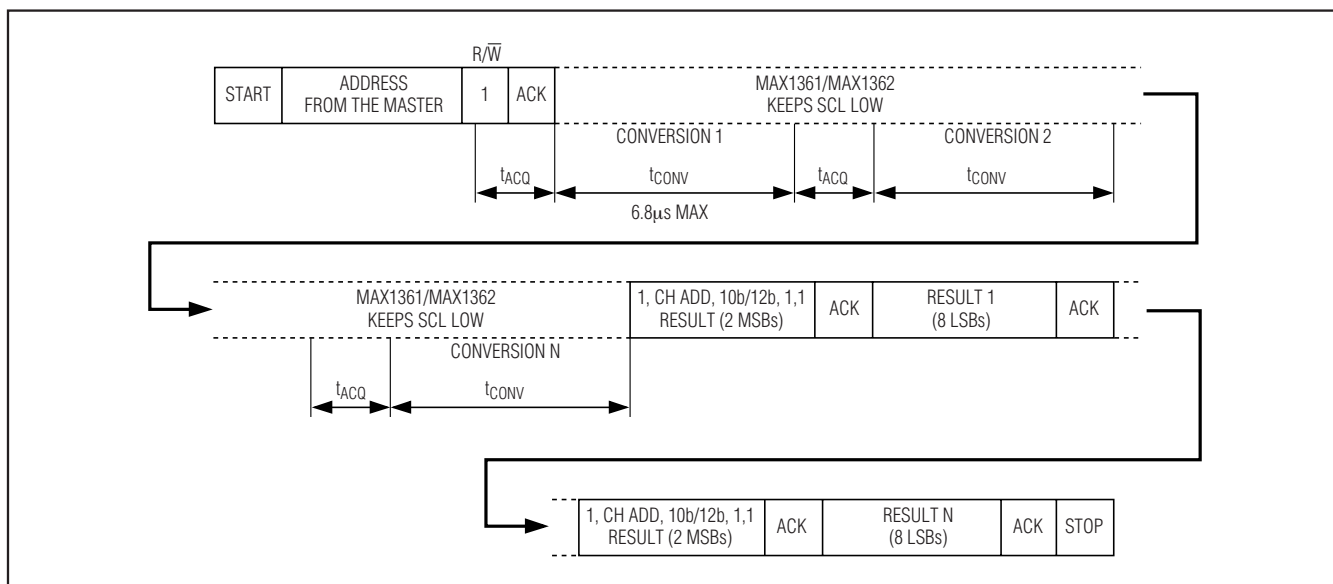 R/W̅
START
ADDRESS
FROM THE MASTER
1
ACK
MAX1361/MAX1362
KEEPS SCL LOW
CONVERSION 1
CONVERSION 2
tACQ
tCONV
tACQ
tCONV
6.8μs MAX
MAX1361/MAX1362
KEEPS SCL LOW
1, CH ADD, 10b/12b, 1,1
RESULT (2 MSBs)
ACK
RESULT 1
(8 LSBs)
ACK
CONVERSION N
tACQ
tCONV
1, CH ADD, 10b/12b, 1,1
RESULT (2 MSBs)
ACK
RESULT N
(8 LSBs)
ACK
STOP